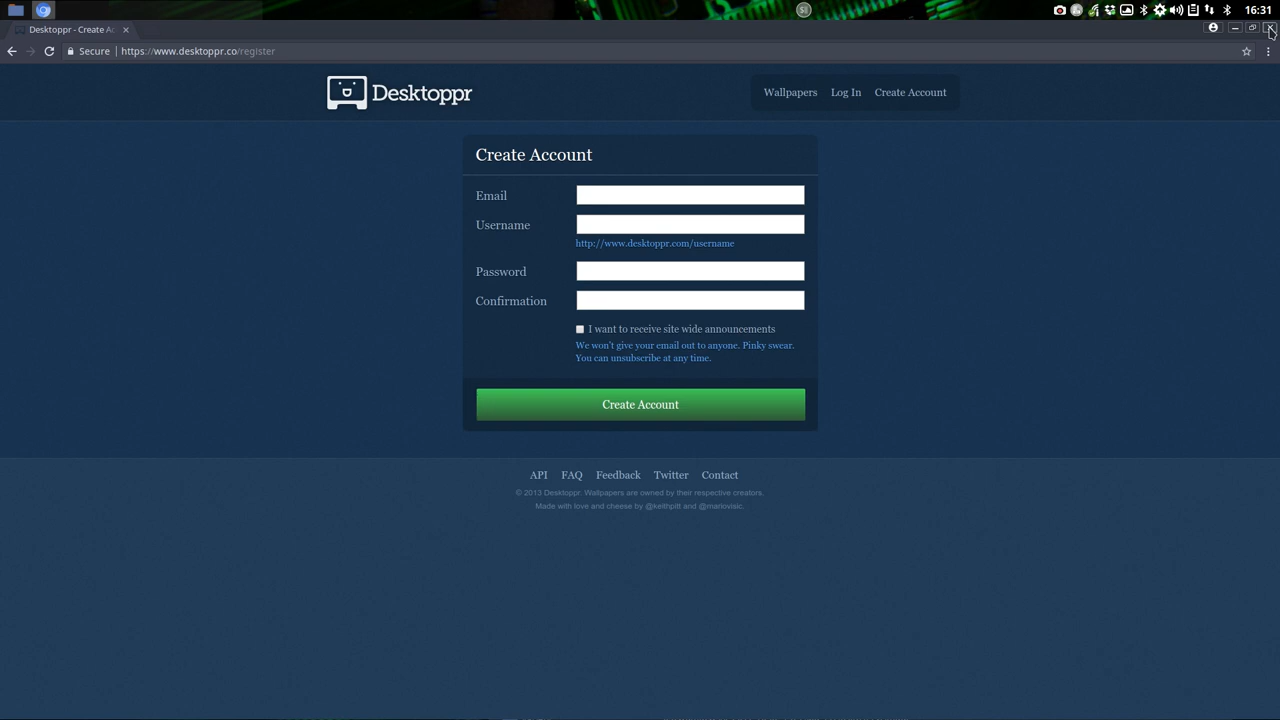 16:31
Desktoppr - Create Ac
Secure
https://www.desktoppr.co/register
Desktoppr
Wallpapers Log In Create Account
Create Account
Email
Username
http://www.desktoppr.com/username
Password
Confirmation
I want to receive site wide announcements
We won't give your email out to anyone. Pinky swear.
You can unsubscribe at any time.
Create Account
API FAQ Feedback Twitter Contact
© 2013 Desktoppr. Wallpapers are owned by their respective creators.
Made with love and cheese by @keithpitt and @mariovisic.